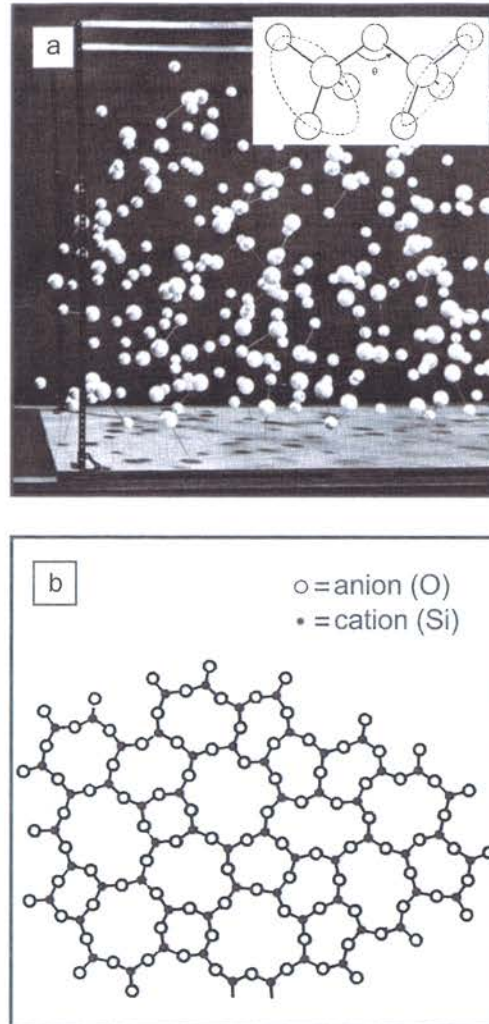 a
θ
b
○ = anion (O)
• = cation (Si)